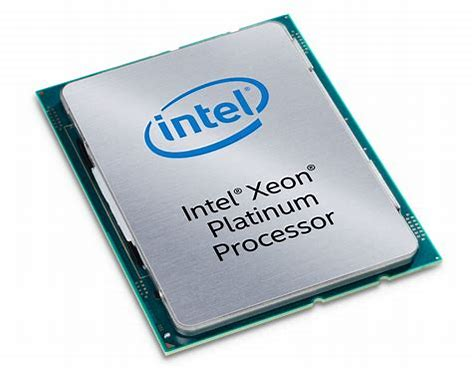 intel
Intel® Xeon®
Platinum
Processor